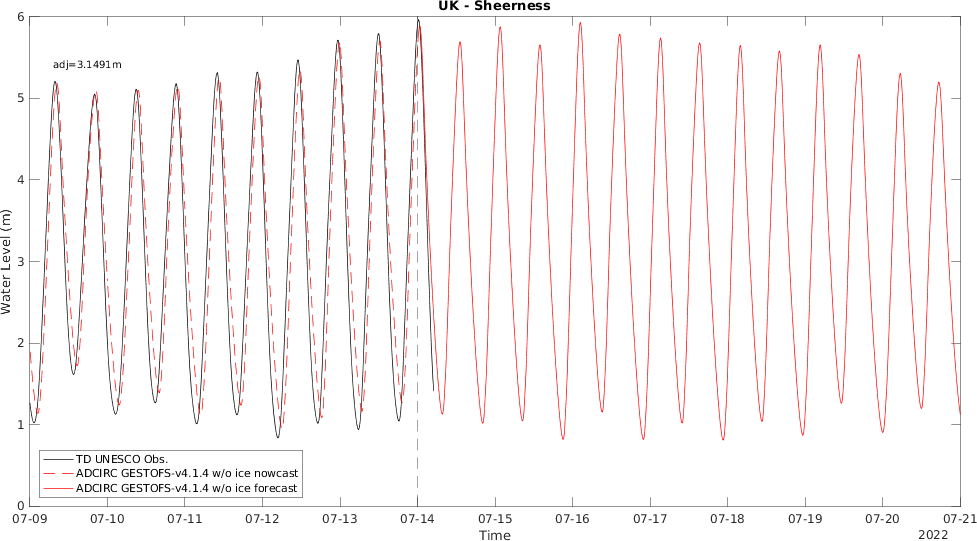 UK - Sheerness
adj=3.1491m
6
5
4
3
2
1
0
Water Level (m)
TD UNESCO Obs.
ADCIRC GESTOFS-v4.1.4 w/o ice nowcast
ADCIRC GESTOFS-v4.1.4 w/o ice forecast
07-09 07-10 07-11 07-12 07-13 07-14 07-15 07-16 07-17 07-18 07-19 07-20 07-21
Time
2022